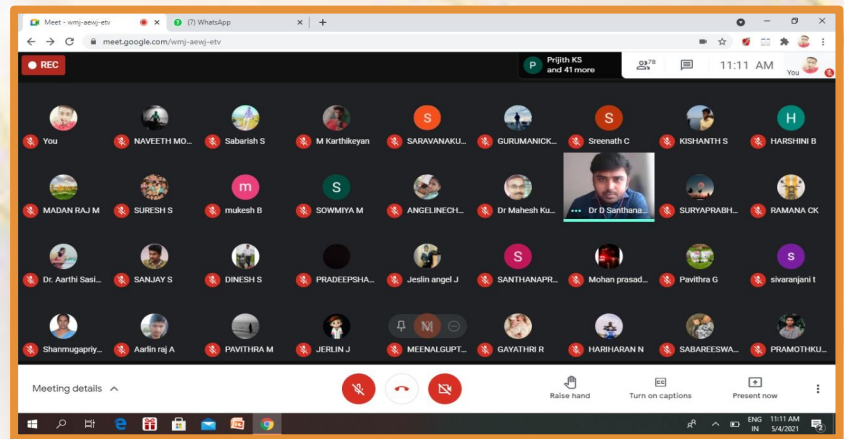 Meet - wmj-aewj-etv
(7) WhatsApp
meet.google.com/wmj-aewj-etv
REC
P
Prijith KS
and 41 more
78
11:11 AM
You
S
S
H
You
NAVEETH MO...
Sabarish S
M Karthikeyan
SARAVANAKU...
GURUMANICK...
Sreenath C
KISHANTH S
HARSHINI B
m
S
MADAN RAJ M
SURESH S
mukesh B
SOWMIYA M
ANGELINECH...
Dr Mahesh Ku...
Dr D Santhana...
SURYAPRABH...
RAMANA CK
S
s
Dr. Aarthi Sasi...
SANJAY S
DINESH S
PRADEEPSHA...
Jeslin angel J
SANTHANAPR...
Mohan prasad...
Pavithra G
sivaranjani t
M
Shanmugapriy...
Aarlin raj A
PAVITHRA M
JERLIN J
MEENALGUPT...
GAYATHRI R
HARIHARAN N
SABAREESWA...
PRAMOTHKU...
Meeting details
Raise hand
Turn on captions
Present now
ENG
IN
11:11 AM
5/4/2021